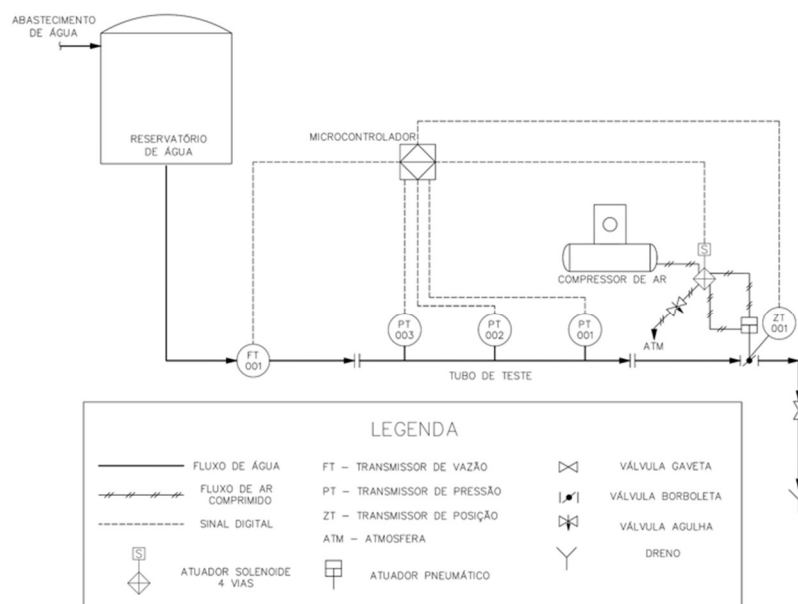 ABASTECIMENTO
DE ÁGUA
RESERVATÓRIO
DE ÁGUA
MICROCONTROLADOR
S
COMPRESSOR DE AR
ATM
FT
001
PT
003
PT
002
PT
001
ZT
001
TUBO DE TESTE
LEGENDA
FLUXO DE ÁGUA
FLUXO DE AR
COMPRIMIDO
SINAL DIGITAL
S
ATUADOR SOLENOIDE
4 VIAS
FT – TRANSMISSOR DE VAZÃO
PT – TRANSMISSOR DE PRESSÃO
ZT – TRANSMISSOR DE POSIÇÃO
ATM – ATMOSFERA
ATUADOR PNEUMÁTICO
VÁLVULA GAVETA
VÁLVULA BORBOLETA
VÁLVULA AGULHA
DRENO